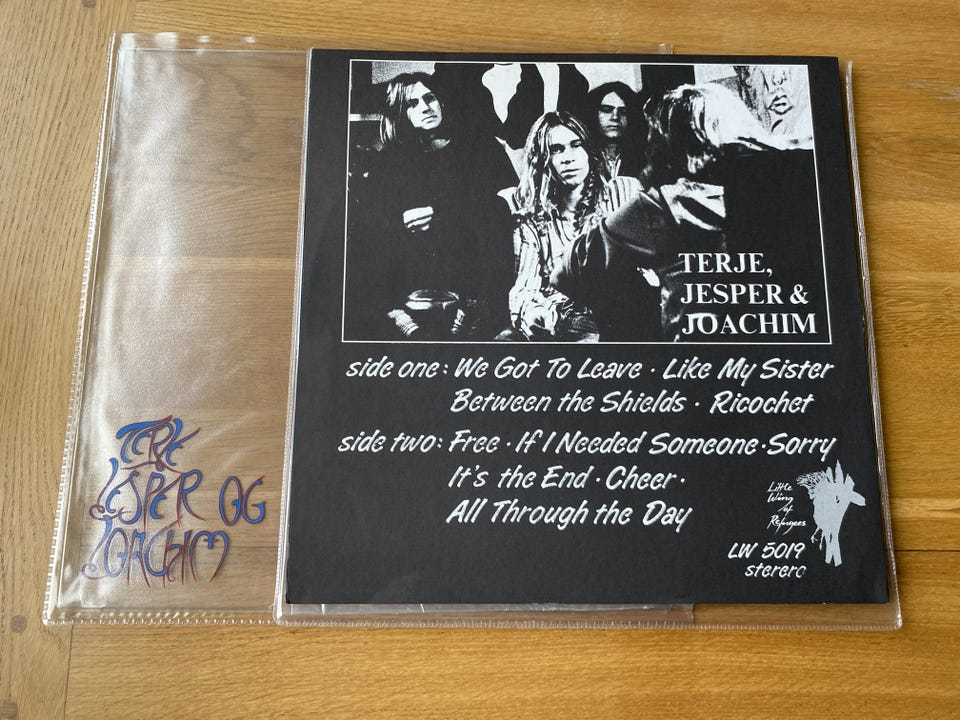 TERJE,
JESPER &
JOACHIM
side one: We Got To Leave · Like My Sister
Between the Shields · Ricochet
side two: Free · If I Needed Someone · Sorry
It's the End · Cheer ·
All Through the Day
Little
Wing
of
Refugees
LW 5019
sterero
TERJE
JESPER OG
JOACHIM